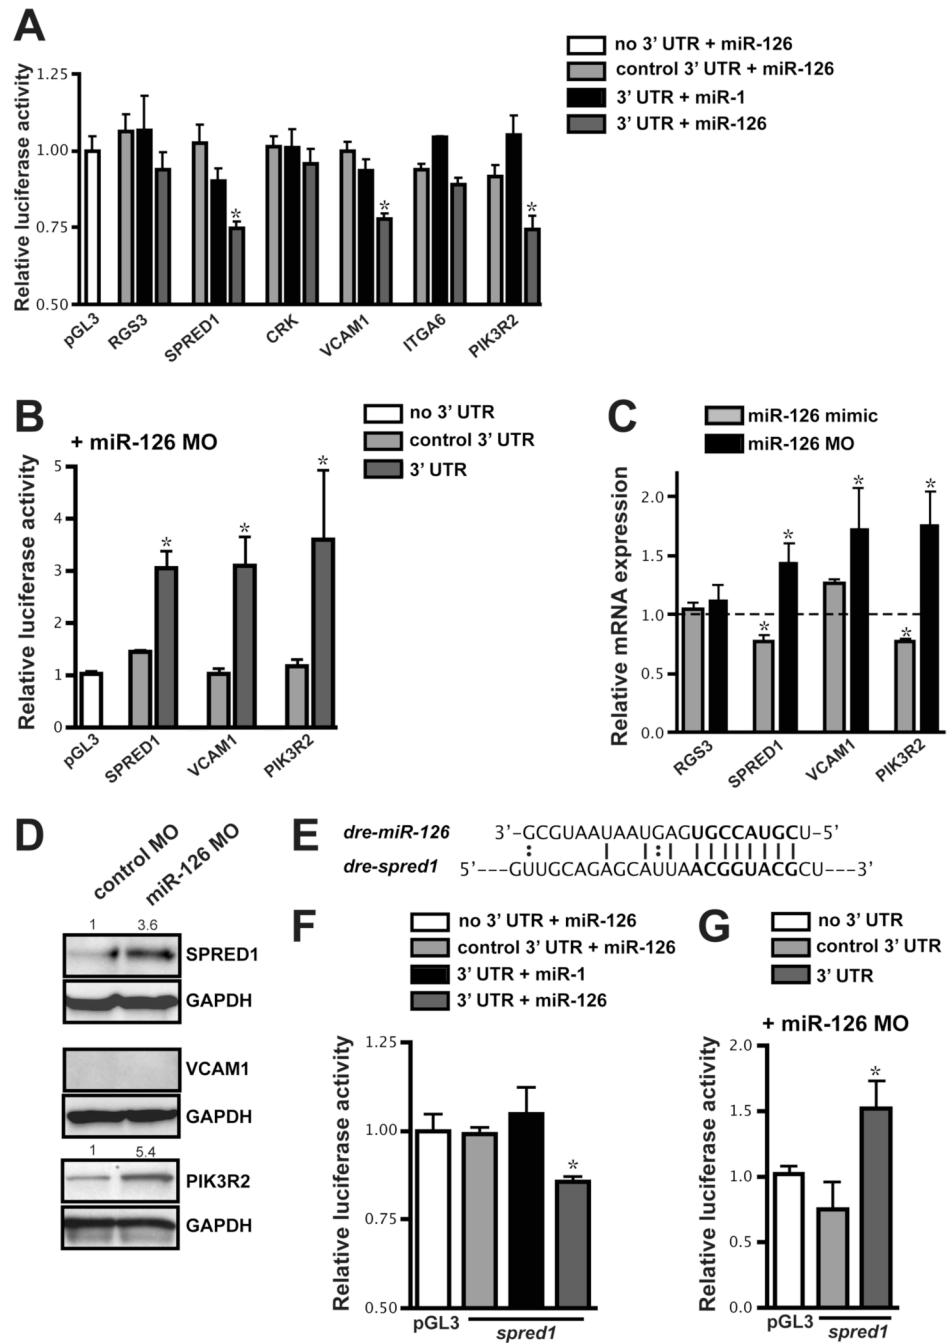 A
no 3' UTR + miR-126
control 3' UTR + miR-126
3' UTR + miR-1
3' UTR + miR-126
Relative luciferase activity
1.25
1.00
0.75
0.50
*
*
*
pGL3
RGS3
SPRED1
CRK
VCAM1
ITGA6
PIK3R2
B
+ miR-126 MO
no 3' UTR
control 3' UTR
3' UTR
Relative luciferase activity
5
4
3
2
1
0
*
*
*
pGL3
SPRED1
VCAM1
PIK3R2
C
miR-126 mimic
miR-126 MO
Relative mRNA expression
2.0
1.5
1.0
0.5
0.0
*
*
*
*
*
RGS3
SPRED1
VCAM1
PIK3R2
D
control MO
miR-126 MO
1 3.6
SPRED1
GAPDH
VCAM1
GAPDH
1 5.4
PIK3R2
GAPDH
E
dre-miR-126 3'-GCGUAAUAAUGAGUGCCAUGCU-5'
dre-spred1 5'---GUUGCAGAGCAUUAACGGUACGCU---3'
F
no 3' UTR + miR-126
control 3' UTR + miR-126
3' UTR + miR-1
3' UTR + miR-126
Relative luciferase activity
1.25
1.00
0.75
0.50
*
pGL3
spred1
G
no 3' UTR
control 3' UTR
3' UTR
+ miR-126 MO
Relative luciferase activity
2.0
1.5
1.0
0.5
0.0
*
pGL3
spred1